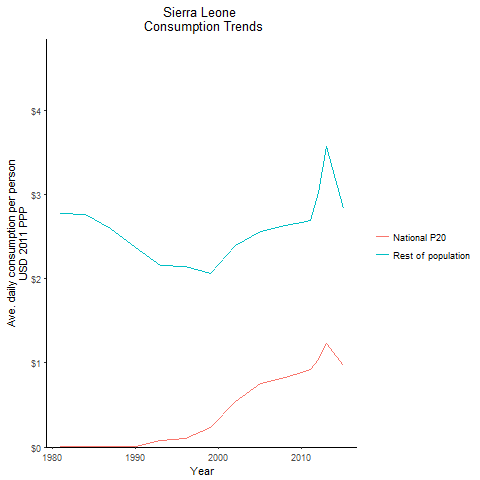 Sierra Leone
Consumption Trends
Ave. daily consumption per person
USD 2011 PPP
$4
$3
$2
$1
$0
1980
1990
2000
2010
Year
National P20
Rest of population